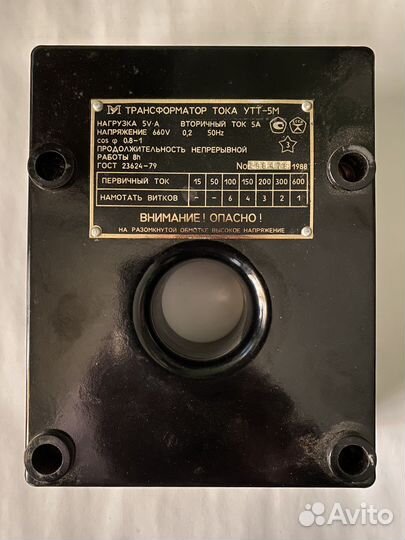 ТРАНСФОРМАТОР ТОКА УТТ-5М
НАГРУЗКА 5V·A ВТОРИЧНЫЙ ТОК 5А
НАПРЯЖЕНИЕ 660V 0,2 50Hz
cos φ 0.8-1
ПРОДОЛЖИТЕЛЬНОСТЬ НЕПРЕРЫВНОЙ
РАБОТЫ 8h
ГОСТ 23624-79 No 1988
3
ПЕРВИЧНЫЙ ТОК 15 50 100 150 200 300 600
НАМОТАТЬ ВИТКОВ - - 6 4 3 2 1
ВНИМАНИЕ! ОПАСНО!
НА РАЗОМКНУТОЙ ОБМОТКЕ ВЫСОКОЕ НАПРЯЖЕНИЕ
Avito